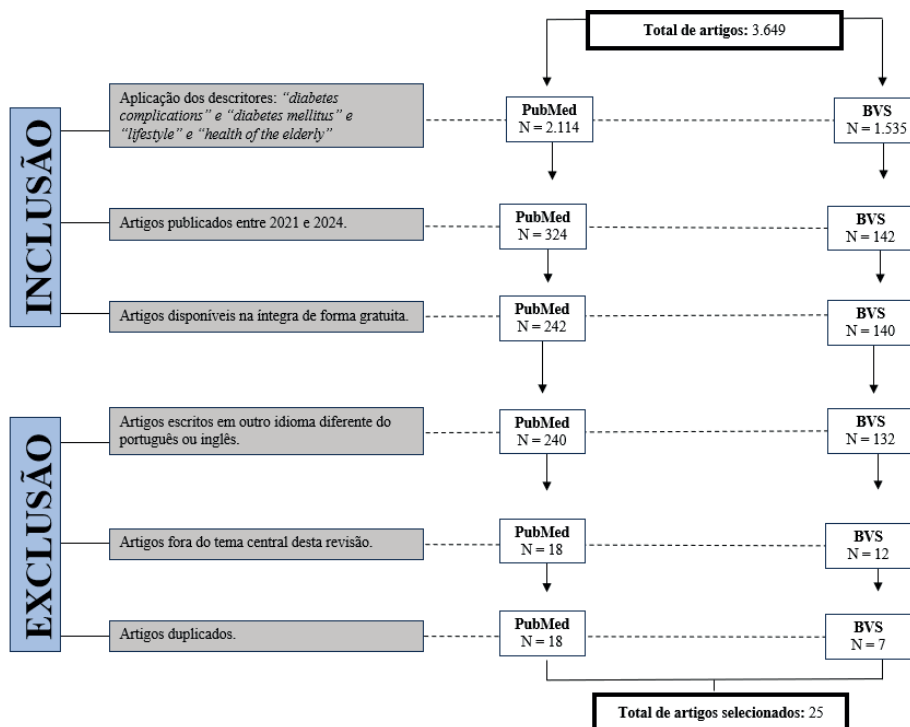 Total de artigos: 3.649
INCLUSÃO
Aplicação dos descritores: “diabetes
complications” e “diabetes mellitus” e
“lifestyle” e “health of the elderly”
PubMed
N = 2.114
BVS
N = 1.535
Artigos publicados entre 2021 e 2024.
PubMed
N = 324
BVS
N = 142
Artigos disponíveis na íntegra de forma gratuita.
PubMed
N = 242
BVS
N = 140
EXCLUSÃO
Artigos escritos em outro idioma diferente do
português ou inglês.
PubMed
N = 240
BVS
N = 132
Artigos fora do tema central desta revisão.
PubMed
N = 18
BVS
N = 12
Artigos duplicados.
PubMed
N = 18
BVS
N = 7
Total de artigos selecionados: 25